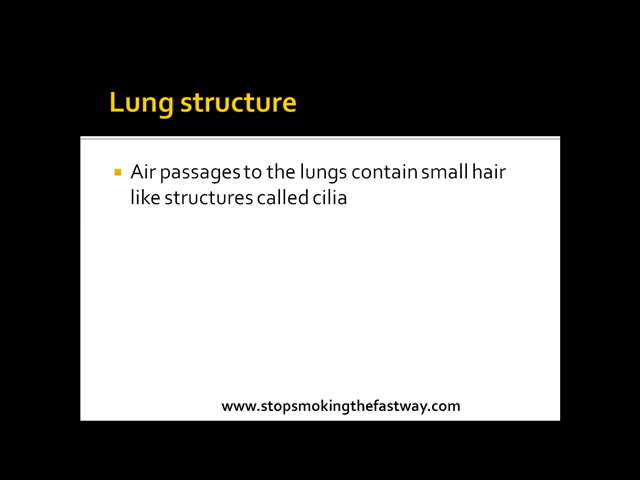 Lung structure
Air passages to the lungs contain small hair
like structures called cilia
www.stopsmokingthefastway.com